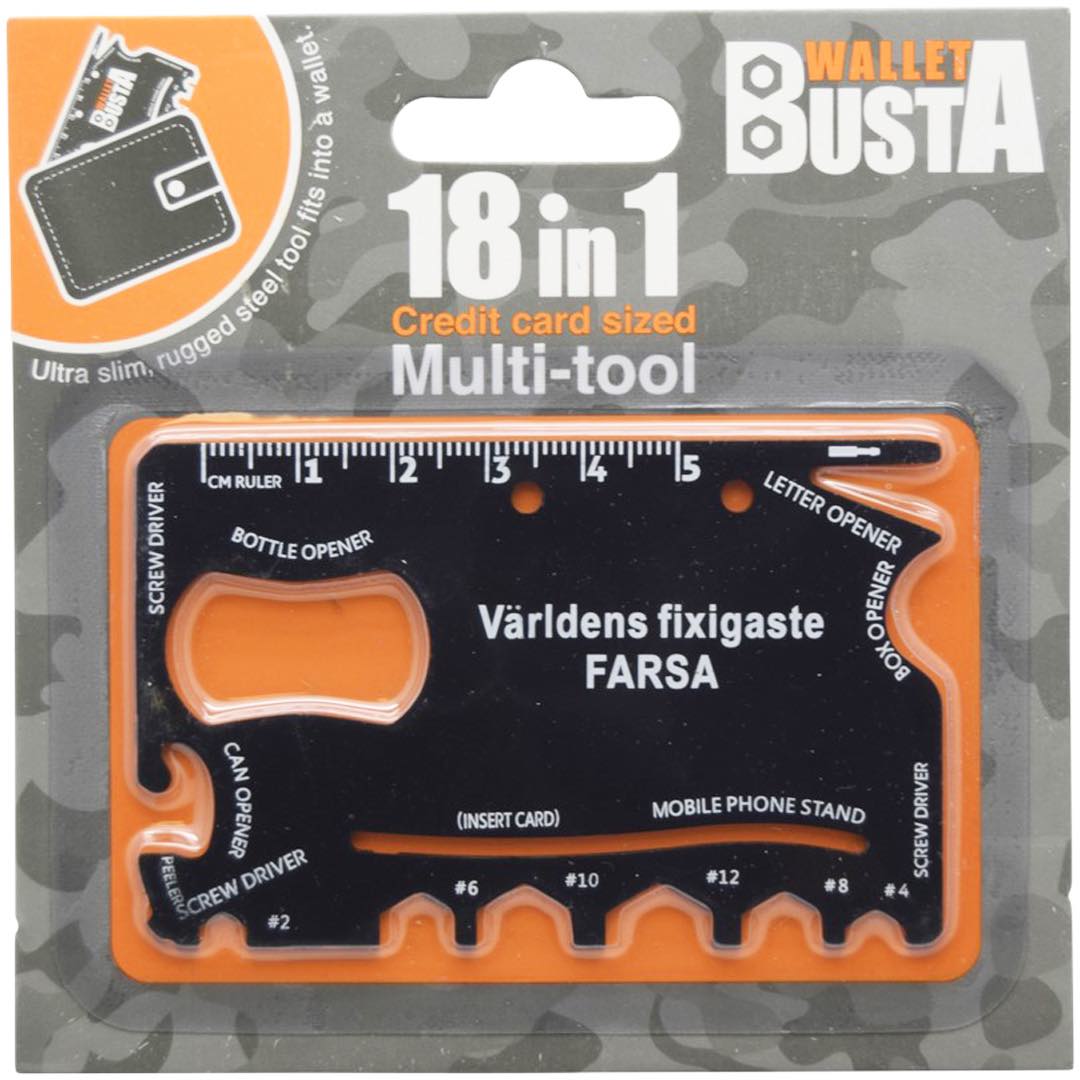 WALLET
BUSTA
WALLET
BUSTA
Ultra slim, rugged steel tool fits into a wallet.
18 in 1
Credit card sized
Multi-tool
CM RULER 1 2 3 4 5
SCREW DRIVER
BOTTLE OPENER
LETTER OPENER
BOX OPENER
Världens fixigaste
FARSA
CAN OPENER
(INSERT CARD)
MOBILE PHONE STAND
SCREW DRIVER
PEELER
SCREW DRIVER
#2
#6
#10
#12
#8
#4